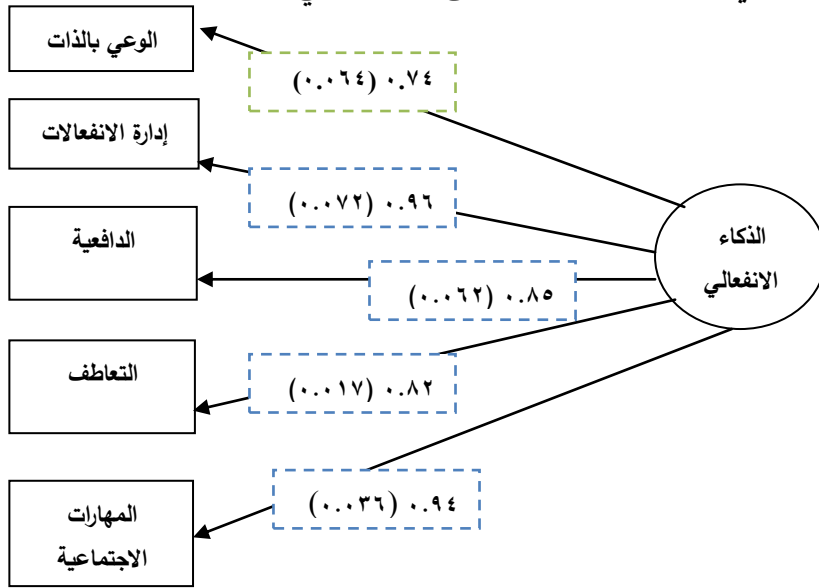 الوعي بالذات
٠.٧٤ (٠.٠٦٤)
إدارة الانفعالات
٠.٩٦ (٠.٠٧٢)
الدافعية
٠.٨٥ (٠.٠٦٢)
الذكاء
الانفعالي
التعاطف
٠.٨٢ (٠.٠١٧)
المهارات
الاجتماعية
٠.٩٤ (٠.٠٣٦)